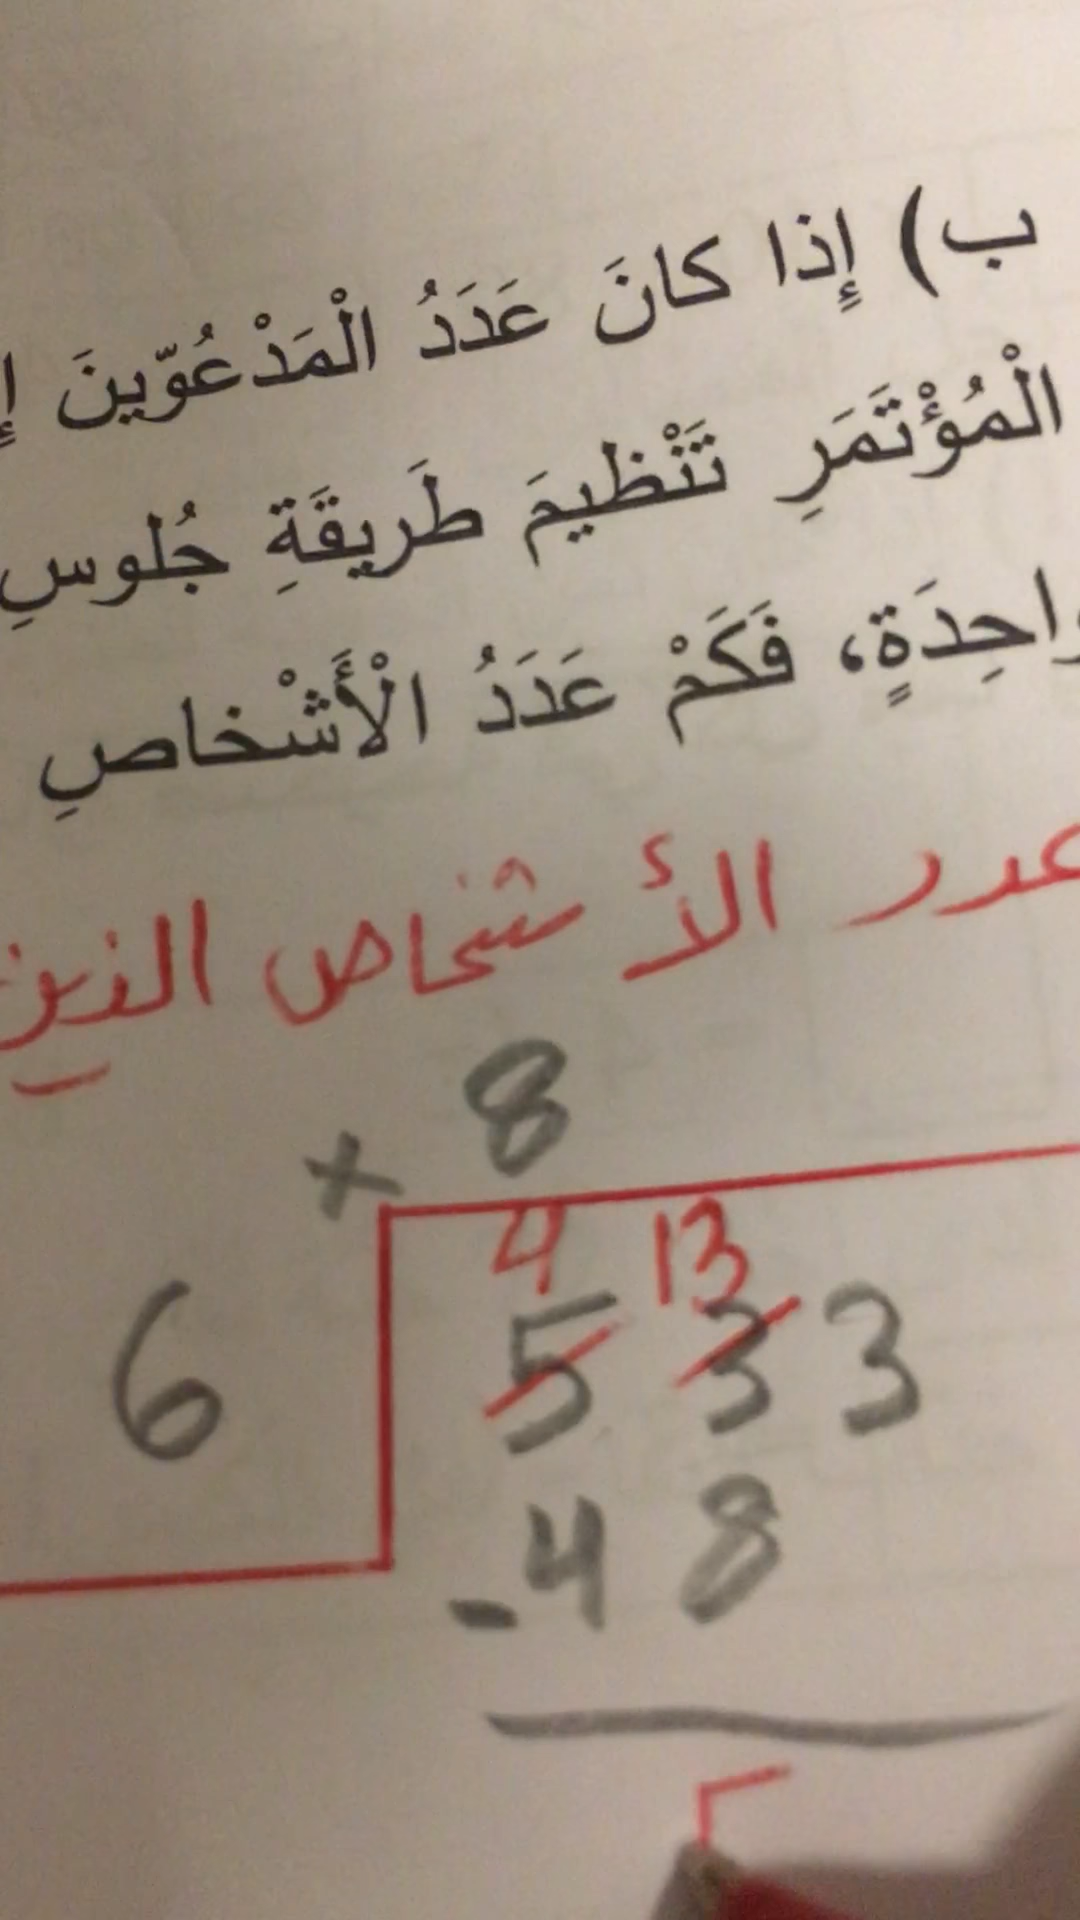 ب) إِذا كانَ عَدَدُ الْمَدْعُوّينَ
الْمُؤْتَمَرِ تَنْظيمَ طَريقَةِ جُلوسِ
واحِدَةٍ، فَكَمْ عَدَدُ الْأَشْخاصِ
عدد الأشخاص الذين
× 8
4 13
6 5 3 3
- 4 8